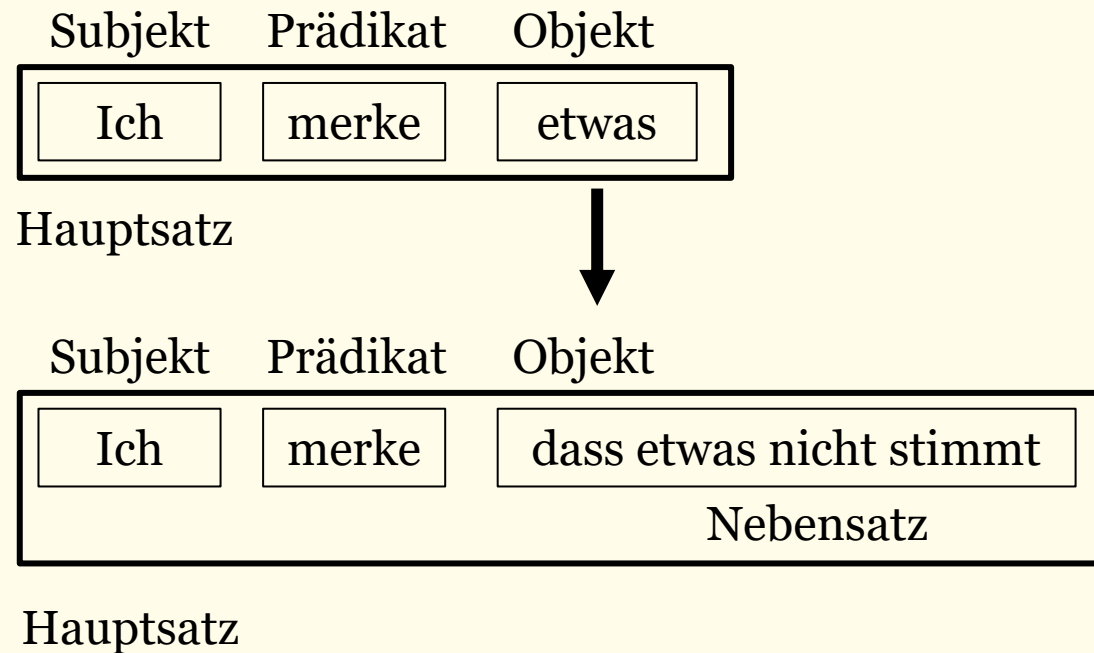 Subjekt Prädikat Objekt
Ich merke etwas
Hauptsatz
Subjekt Prädikat Objekt
Ich merke dass etwas nicht stimmt
Nebensatz
Hauptsatz